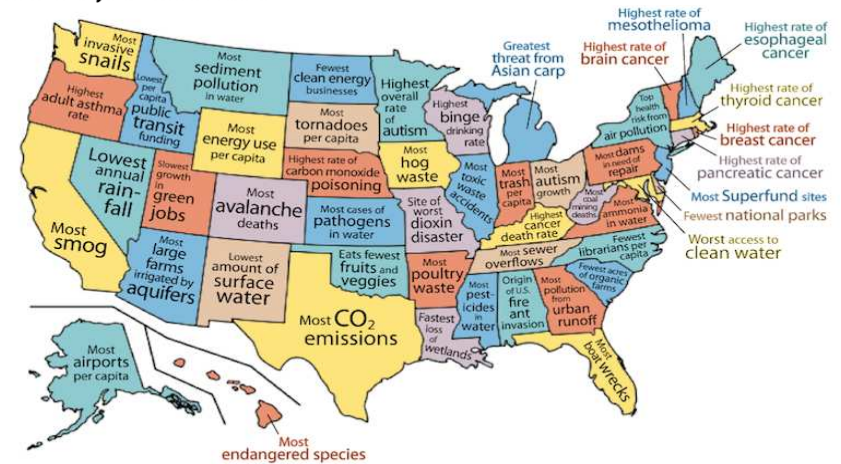 Most
invasive
snails
Highest
adult asthma
rate
Lowest
per
capita
public
transit
funding
Most
sediment
pollution
in water
Fewest
clean energy
businesses
Highest
overall
rate
of
autism
Highest
binge
drinking
rate
Greatest
threat from
Asian carp
Highest rate of
brain cancer
Highest rate of
mesothelioma
Highest rate of
esophageal
cancer
Highest rate of
thyroid cancer
Highest rate of
breast cancer
Highest rate of
pancreatic cancer
Most Superfund sites
Fewest national parks
Worst access to
clean water
Top
health
risk from
air pollution
Most dams
in need of
repair
Most
energy use
per capita
Most
tornadoes
per capita
Most
hog
waste
Most
smog
Lowest
annual
rain-
fall
Slowest
growth
in
green
jobs
Most
avalanche
deaths
Highest rate of
carbon monoxide
poisoning
Most cases of
pathogens
in water
Site of
worst
dioxin
disaster
Most
toxic
waste
accidents
Most
trash
per
capita
Most
autism
growth
Most
coal
mining
deaths
Most
ammonia
in water
Highest
cancer
death rate
Most sewer
overflows
Fewest
librarians per
capita
Fewest acres
of organic
farms
Most
large
farms
irrigated by
aquifers
Lowest
amount of
surface
water
Eats fewest
fruits and
veggies
Most
poultry
waste
Most
pest-
icides
in
water
Origin
of U.S.
fire
ant
invasion
Most
pollution
from
urban
runoff
Most CO2
emissions
Fastest
loss
of
wetlands
Most
boat wrecks
Most
airports
per capita
Most
endangered species